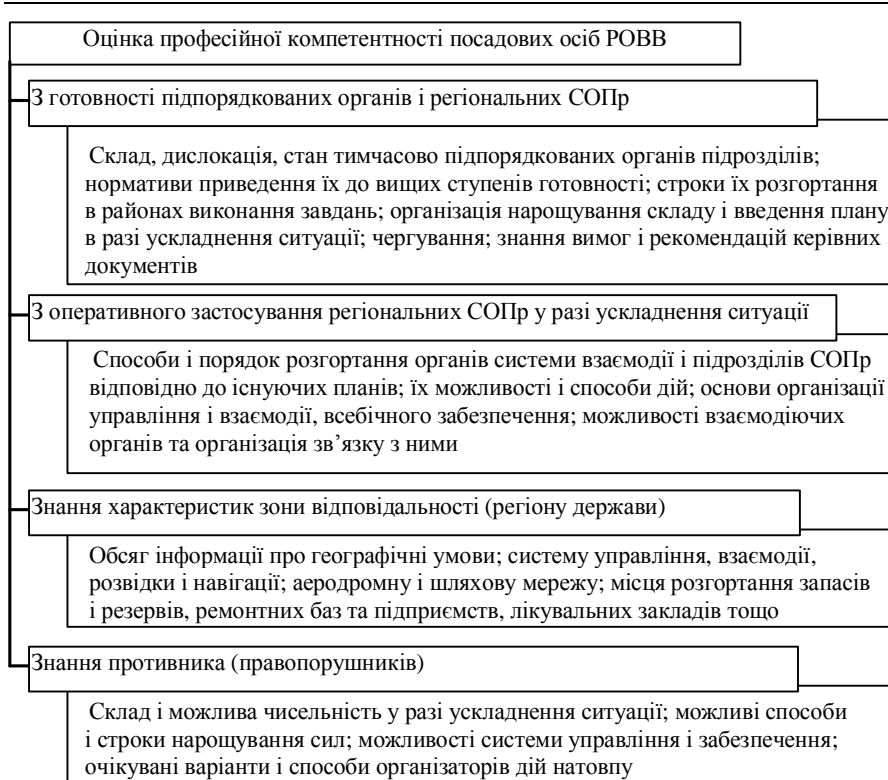 Оцінка професійної компетентності посадових осіб РОВВ
З готовності підпорядкованих органів і регіональних СОПр
Склад, дислокація, стан тимчасово підпорядкованих органів підрозділів;
нормативи приведення їх до вищих ступенів готовності; строки їх розгортання
в районах виконання завдань; організація нарощування складу і введення плану
в разі ускладнення ситуації; чергування; знання вимог і рекомендацій керівних
документів
З оперативного застосування регіональних СОПр у разі ускладнення ситуації
Способи і порядок розгортання органів системи взаємодії і підрозділів СОПр
відповідно до існуючих планів; їх можливості і способи дій; основи організації
управління і взаємодії, всебічного забезпечення; можливості взаємодіючих
органів та організація зв’язку з ними
Знання характеристик зони відповідальності (регіону держави)
Обсяг інформації про географічні умови; систему управління, взаємодії,
розвідки і навігації; аеродромну і шляхову мережу; місця розгортання запасів
і резервів, ремонтних баз та підприємств, лікувальних закладів тощо
Знання противника (правопорушників)
Склад і можлива чисельність у разі ускладнення ситуації; можливі способи
і строки нарощування сил; можливості системи управління і забезпечення;
очікувані варіанти і способи організаторів дій натовпу